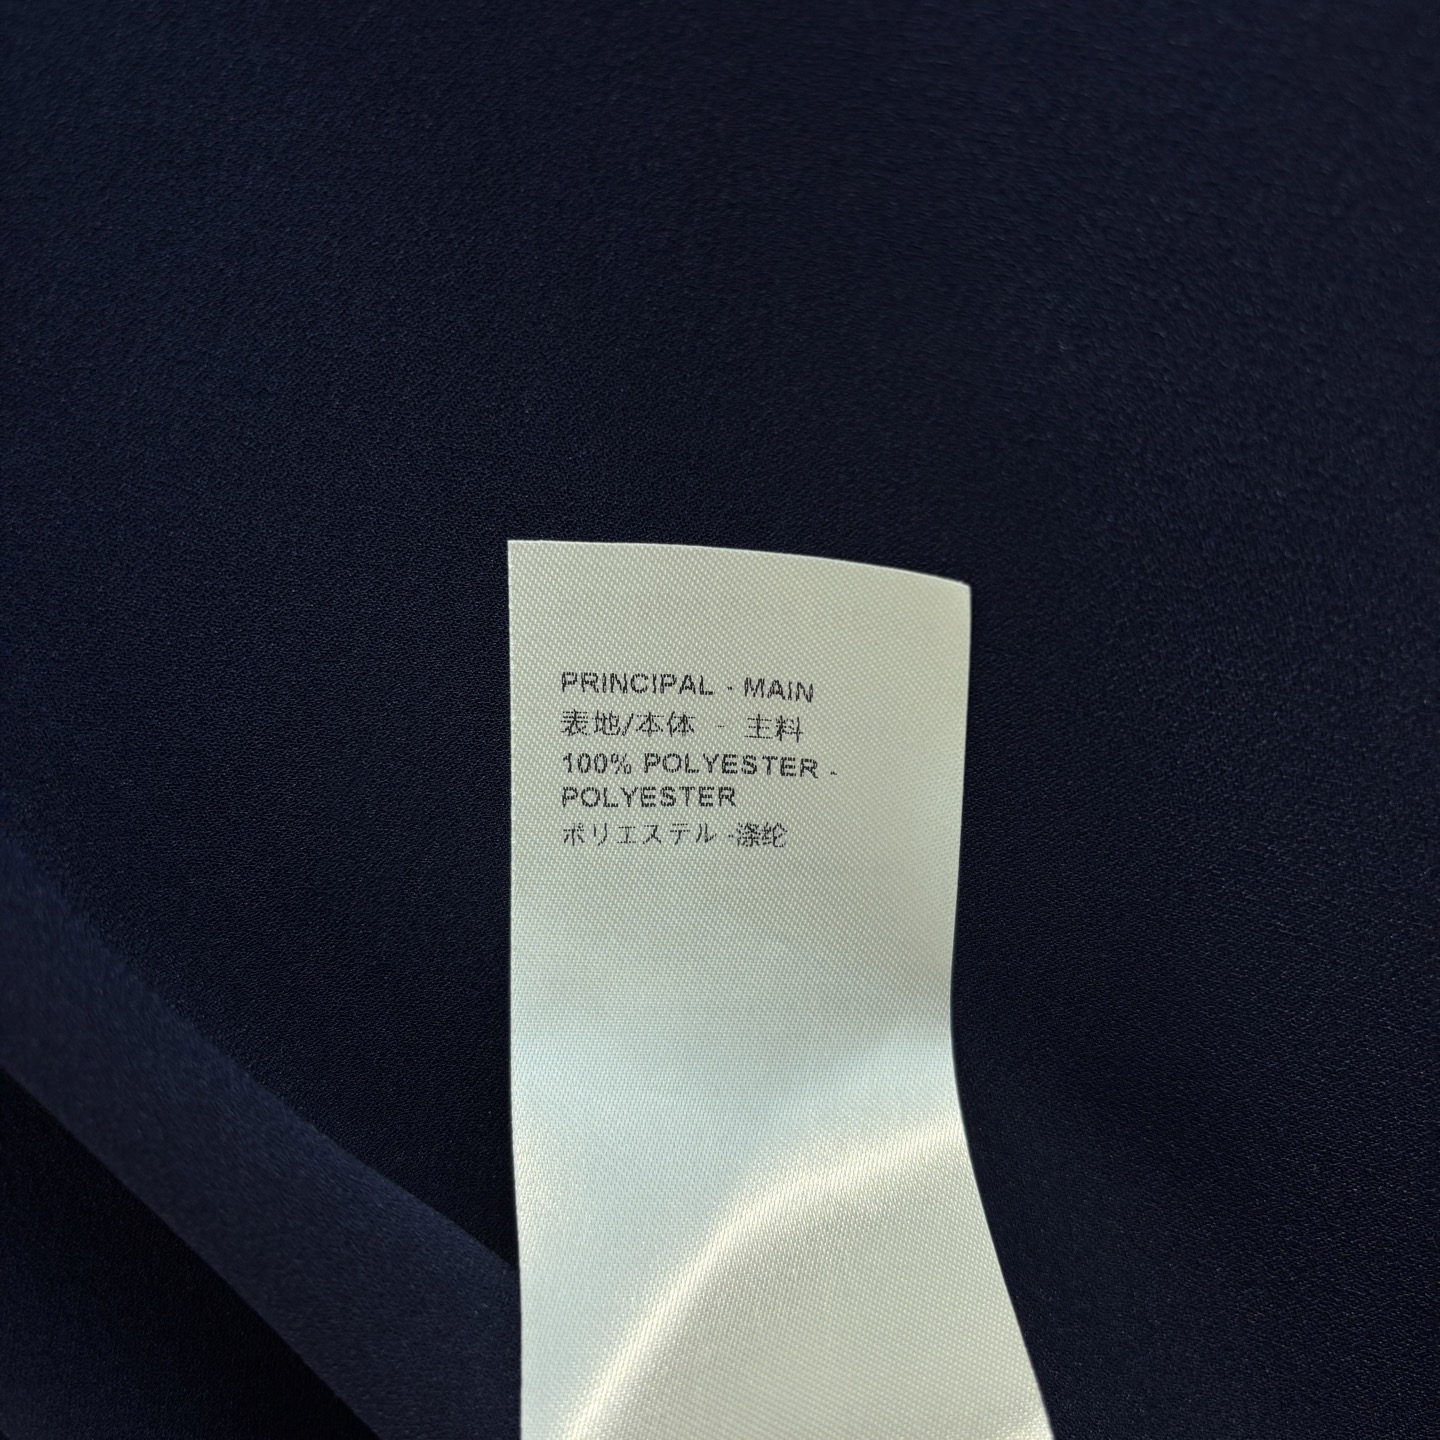 PRINCIPAL - MAIN
表地/本体 - 主料
100% POLYESTER -
POLYESTER
ポリエステル -涤纶